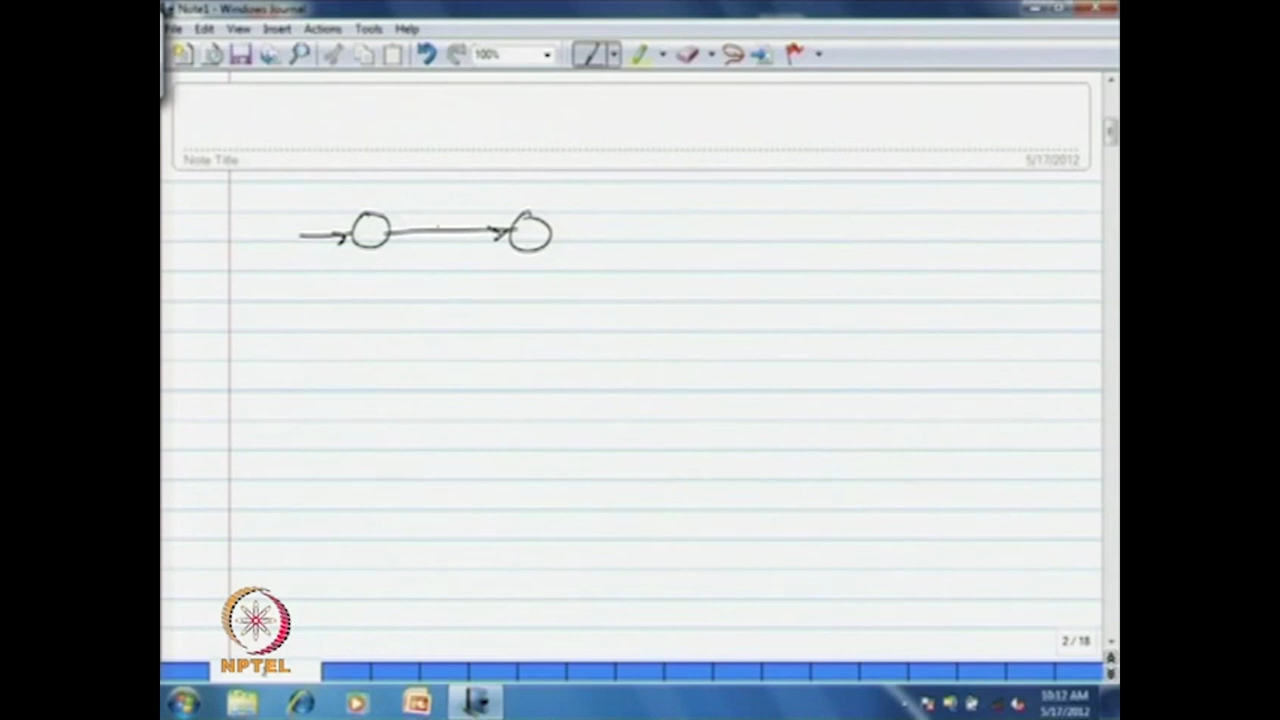 Note1 - Windows Journal
File Edit View Insert Actions Tools Help
100%
Note Title
5/17/2012
2 / 18
NPTEL
10:12 AM
5/17/2012